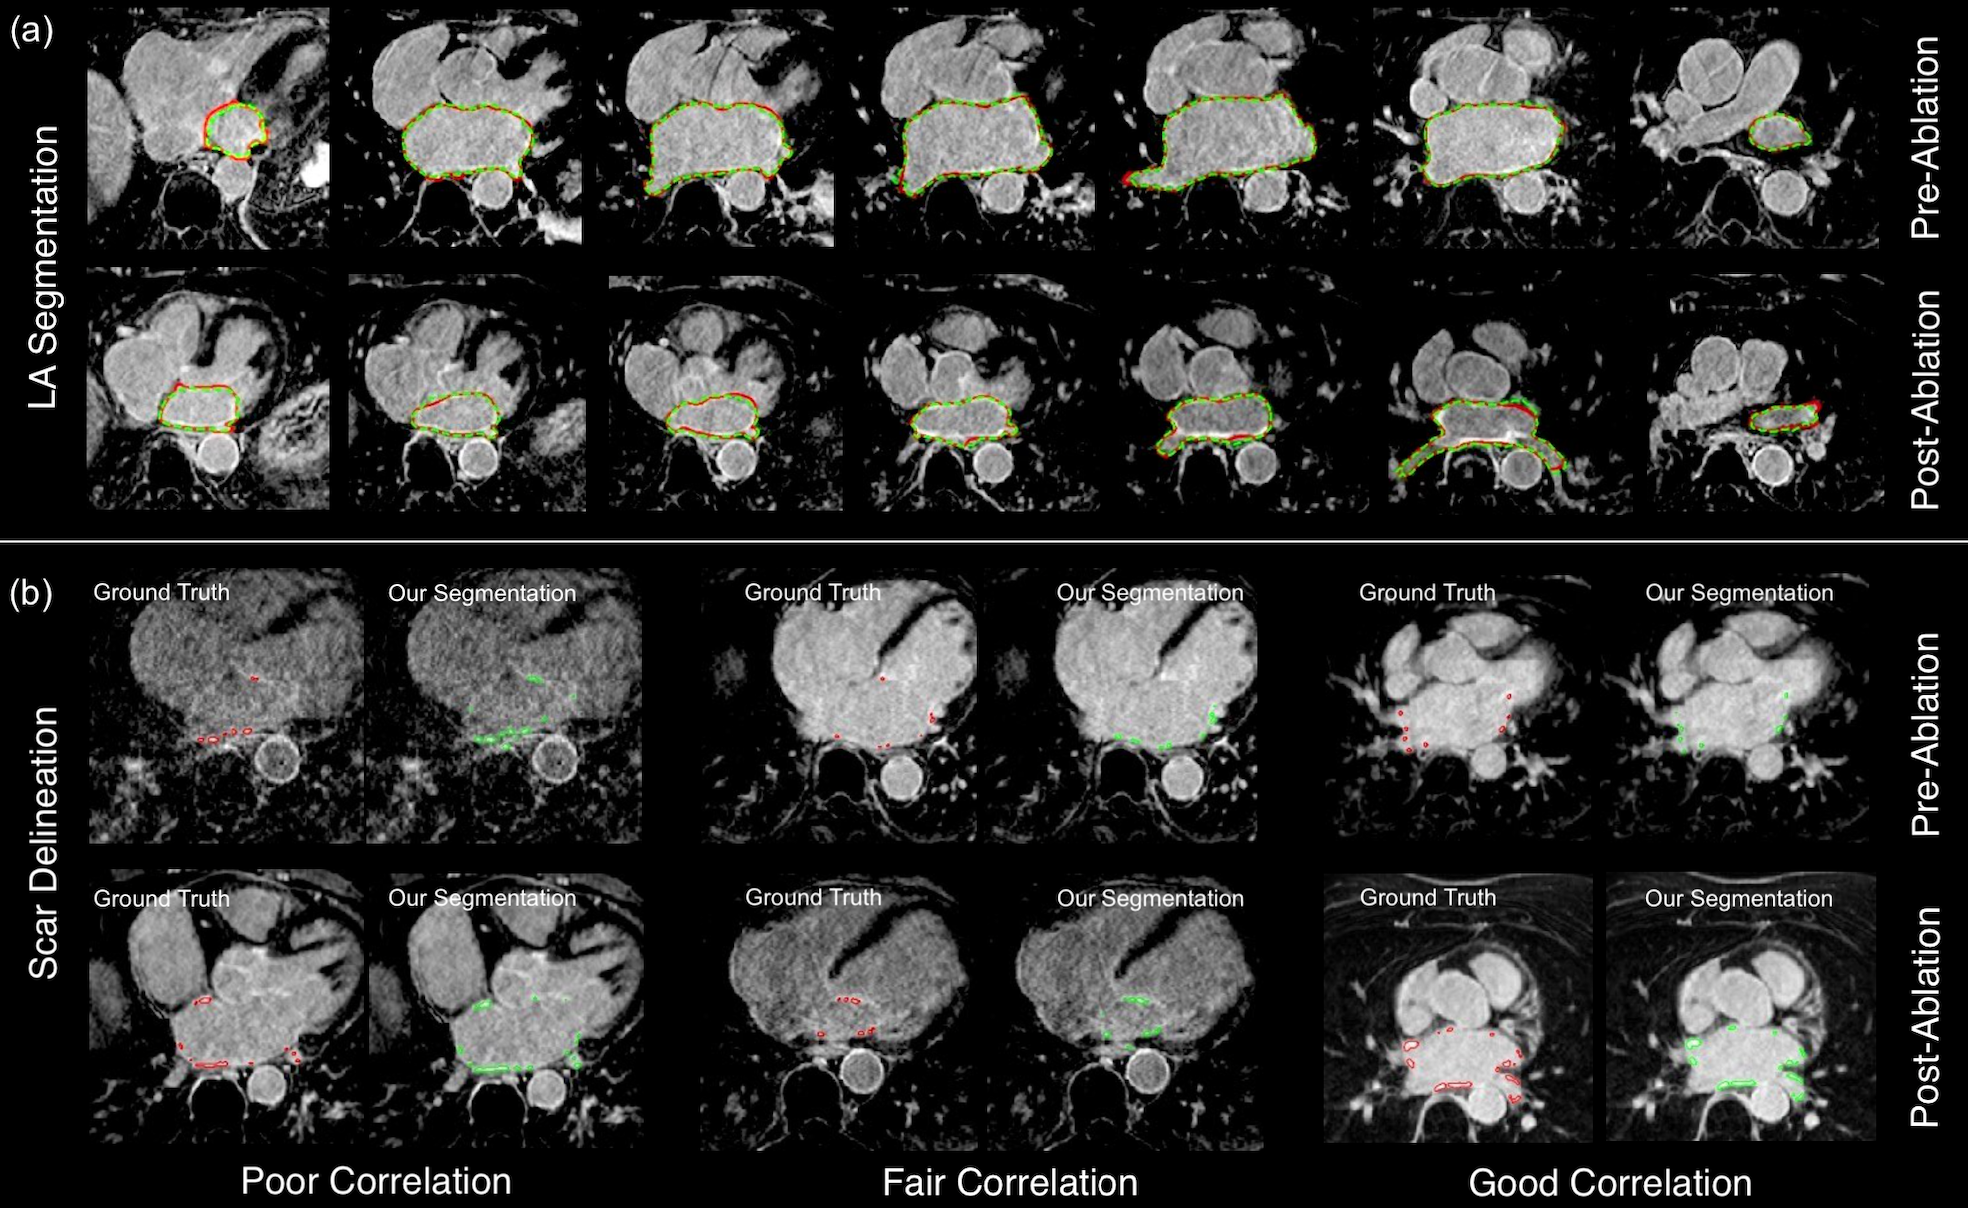 (a)
LA Segmentation
Pre-Ablation
Post-Ablation
(b)
Scar Delineation
Ground Truth
Our Segmentation
Ground Truth
Our Segmentation
Ground Truth
Our Segmentation
Pre-Ablation
Ground Truth
Our Segmentation
Ground Truth
Our Segmentation
Ground Truth
Our Segmentation
Post-Ablation
Poor Correlation
Fair Correlation
Good Correlation